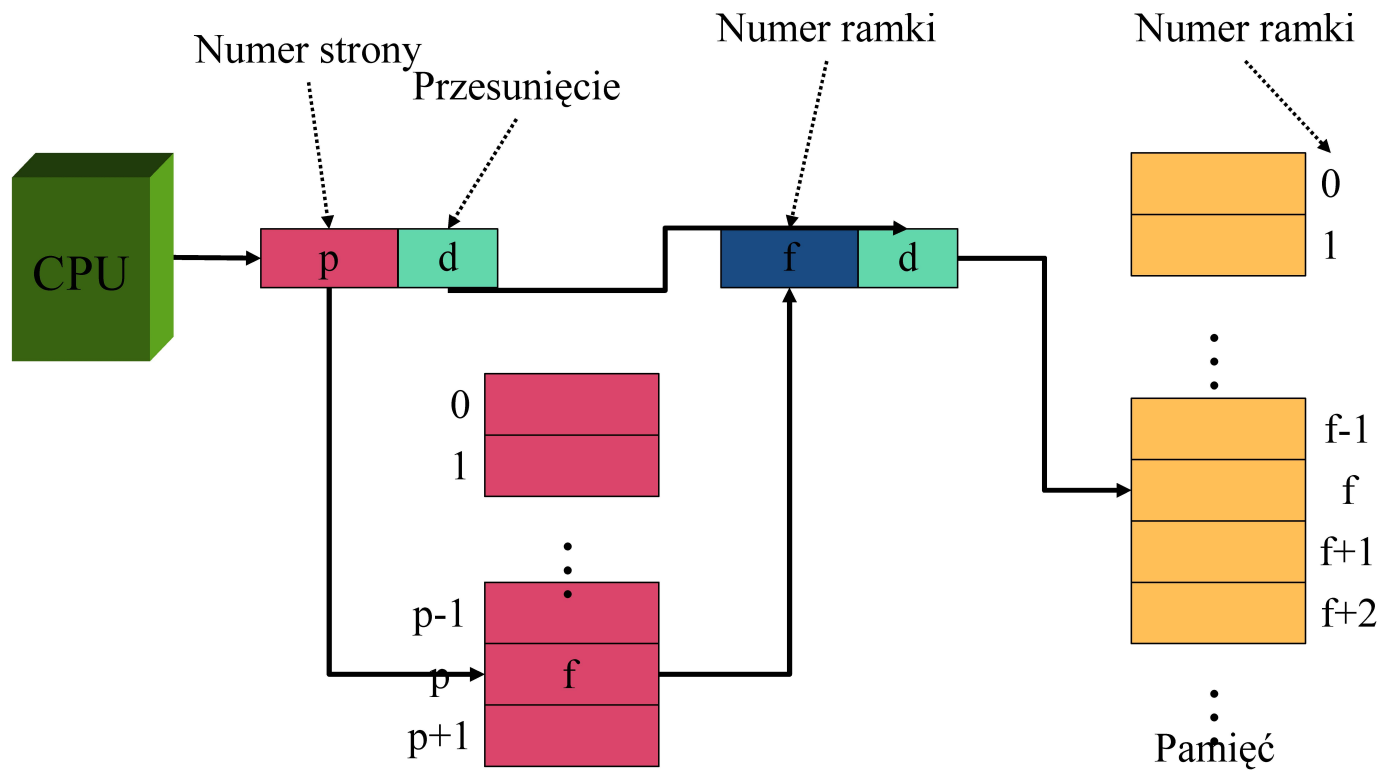 Numer strony
Przesunięcie
Numer ramki
Numer ramki
CPU
p
d
f
d
0
1
0
1
p-1
p
f
p+1
f-1
f
f+1
f+2
Pamięć